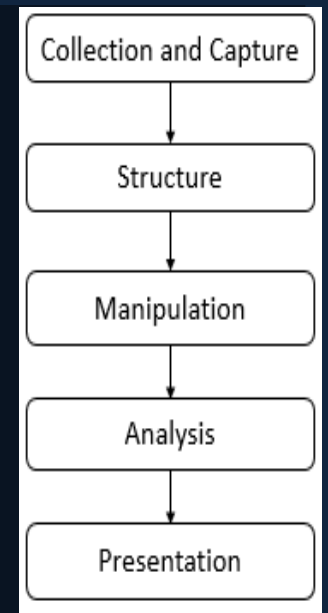 Collection and Capture
Structure
Manipulation
Analysis
Presentation